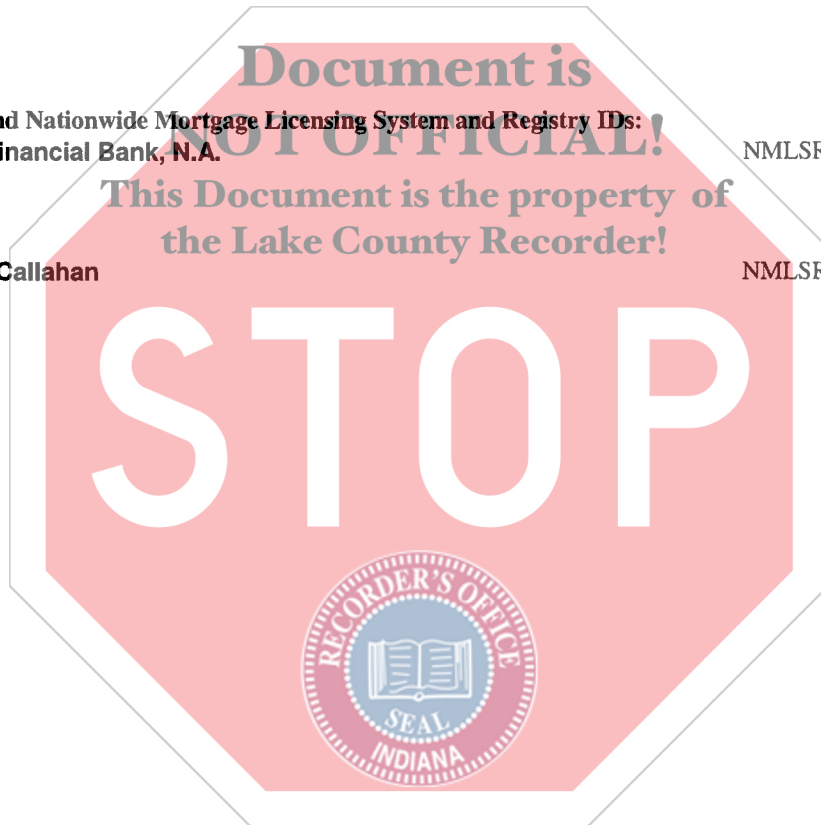 Document is
nd Nationwide Mortgage Licensing System and Registry IDs:
NOT OFFICIAL!
inancial Bank, N.A. NMLSR
This Document is the property of
the Lake County Recorder!
Callahan NMLSR
STOP
RECORDER'S OFFICE
SEAL
INDIANA